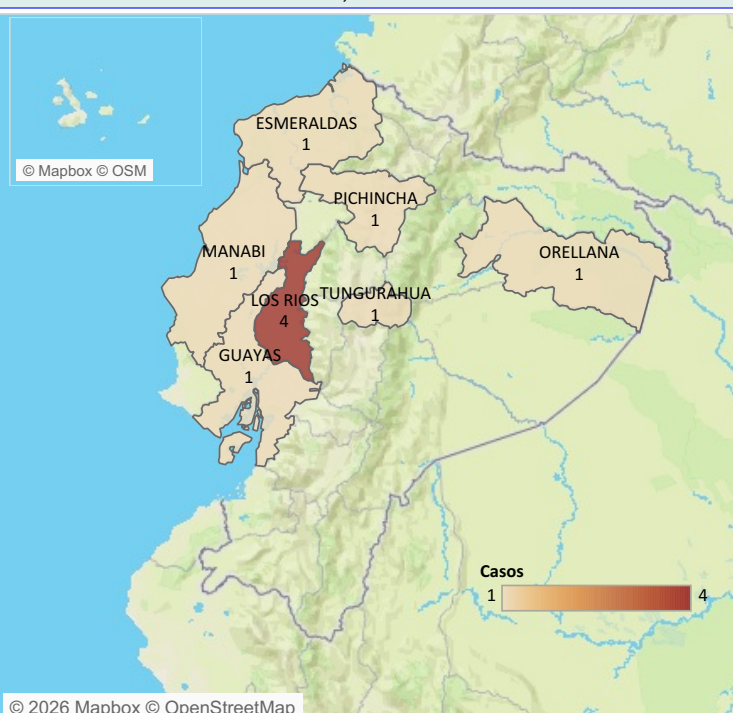 © Mapbox © OSM
ESMERALDAS
1
PICHINCHA
1
MANABI
1
ORELLANA
1
LOS RIOS
4
TUNGURAHUA
1
GUAYAS
1
Casos
1
4
© 2026 Mapbox © OpenStreetMap